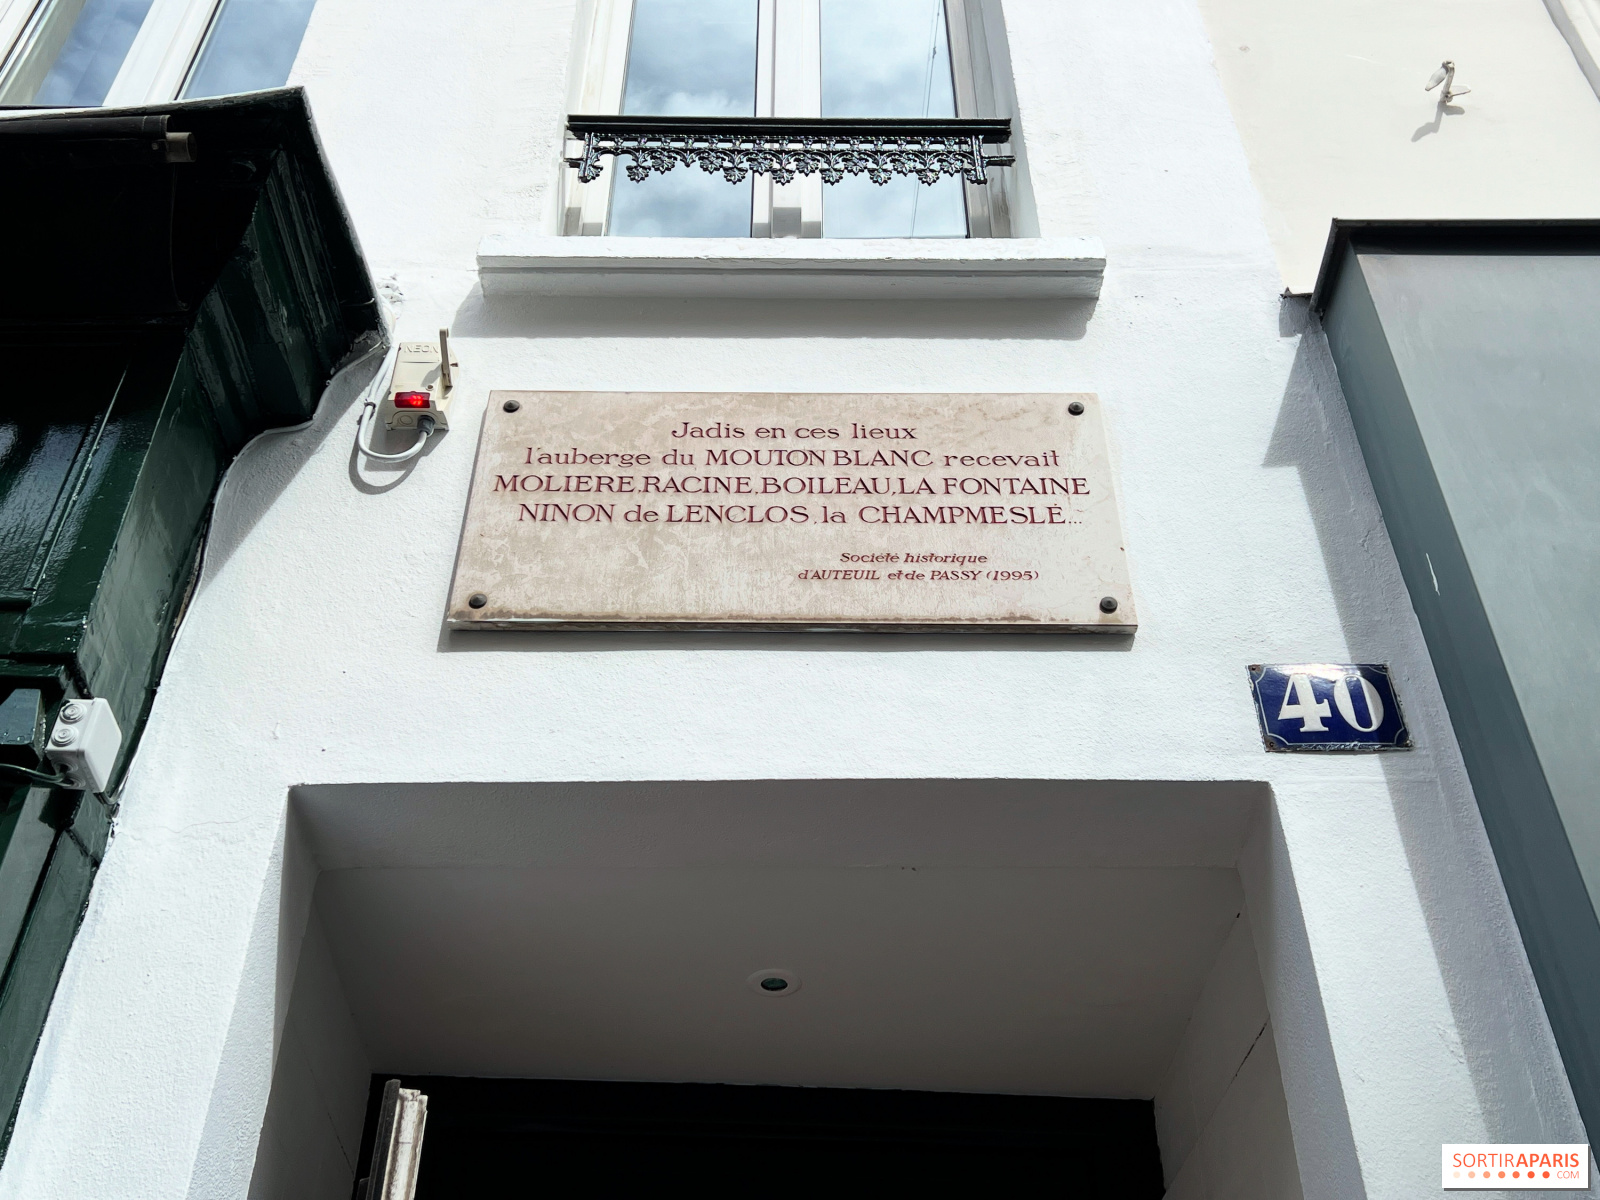 NEON
Jadis en ces lieux
l'auberge du MOUTON BLANC recevait
MOLIERE, RACINE, BOILEAU, LA FONTAINE
NINON de LENCLOS, la CHAMPMESLÉ...
Société historique
d'AUTEUIL et de PASSY (1995)
40
SORTIRAPARIS
.COM